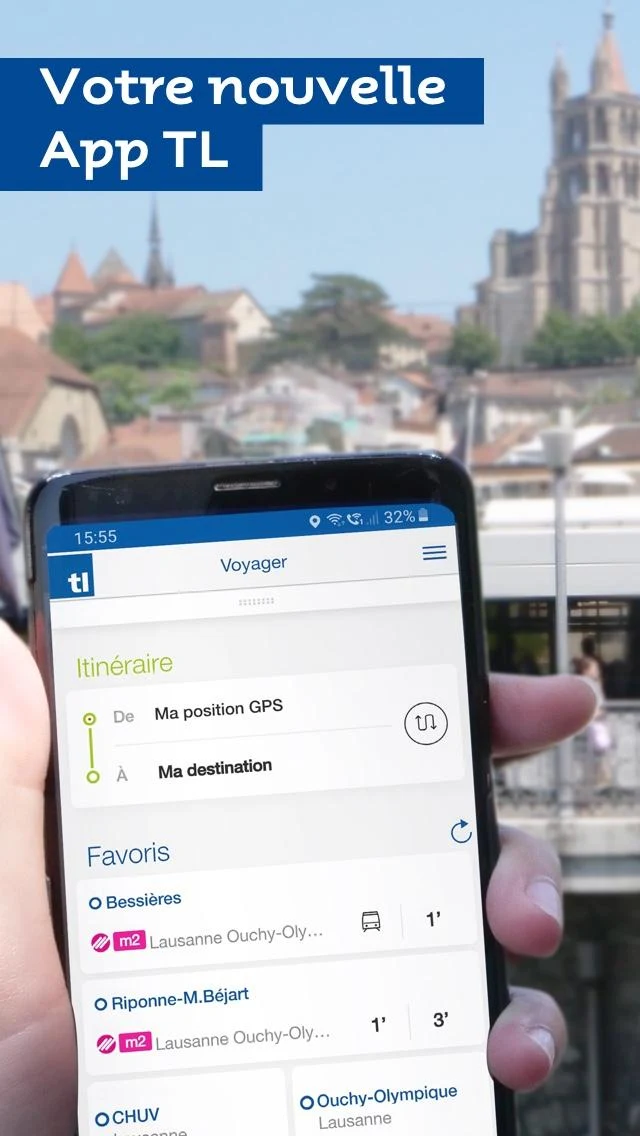 Votre nouvelle
App TL
15:55
32%
tl
Voyager
Itinéraire
De Ma position GPS
À Ma destination
Favoris
Bessières
m2 Lausanne Ouchy-Oly… 1’
Riponne-M.Béjart
m2 Lausanne Ouchy-Oly… 1’ 3’
CHUV
Lausanne
Ouchy-Olympique
Lausanne